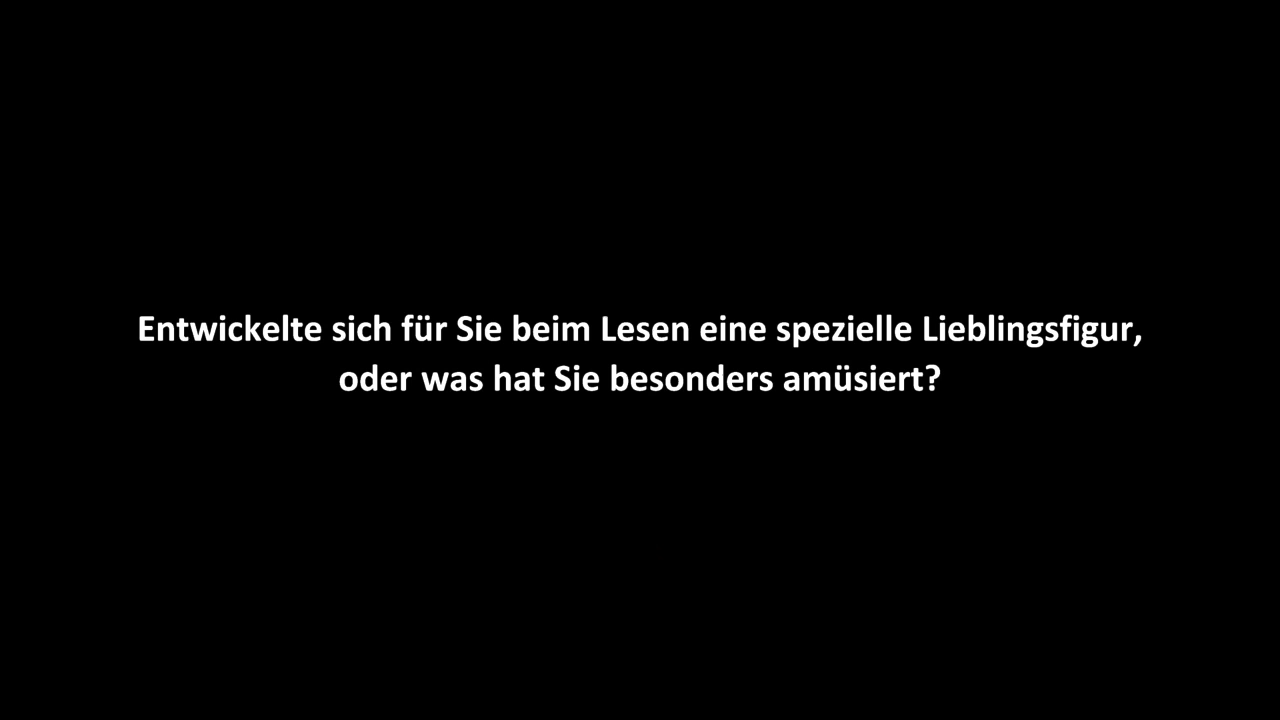 Entwickelte sich für Sie beim Lesen eine spezielle Lieblingsfigur,
oder was hat Sie besonders amüsiert?